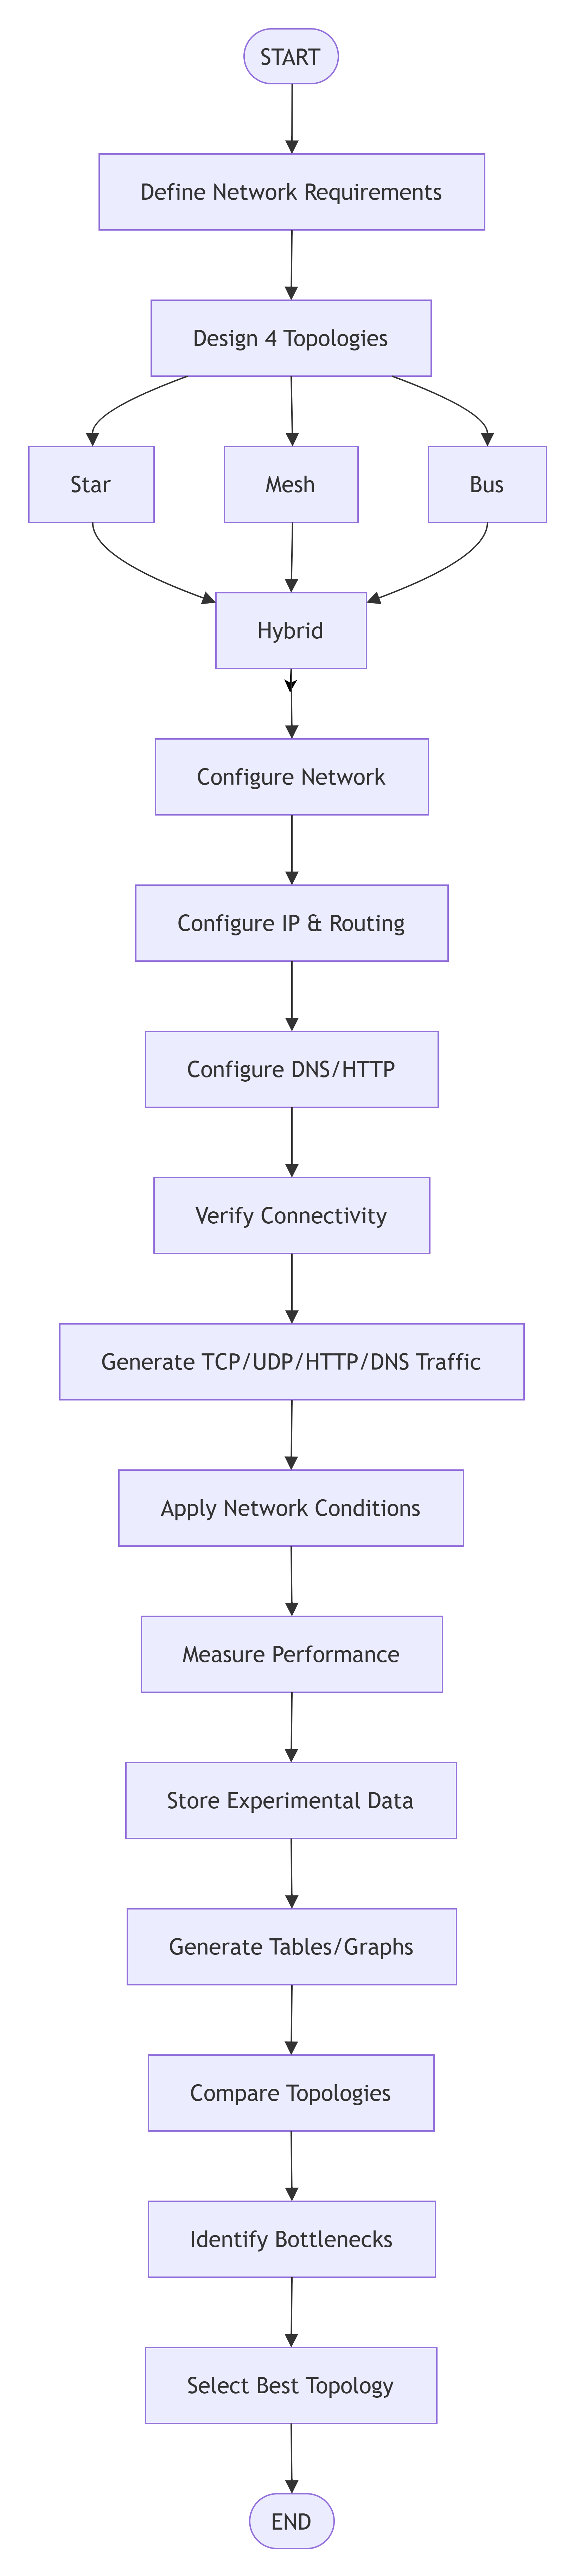 START
Define Network Requirements
Design 4 Topologies
Star
Mesh
Bus
Hybrid
Configure Network
Configure IP & Routing
Configure DNS/HTTP
Verify Connectivity
Generate TCP/UDP/HTTP/DNS Traffic
Apply Network Conditions
Measure Performance
Store Experimental Data
Generate Tables/Graphs
Compare Topologies
Identify Bottlenecks
Select Best Topology
END